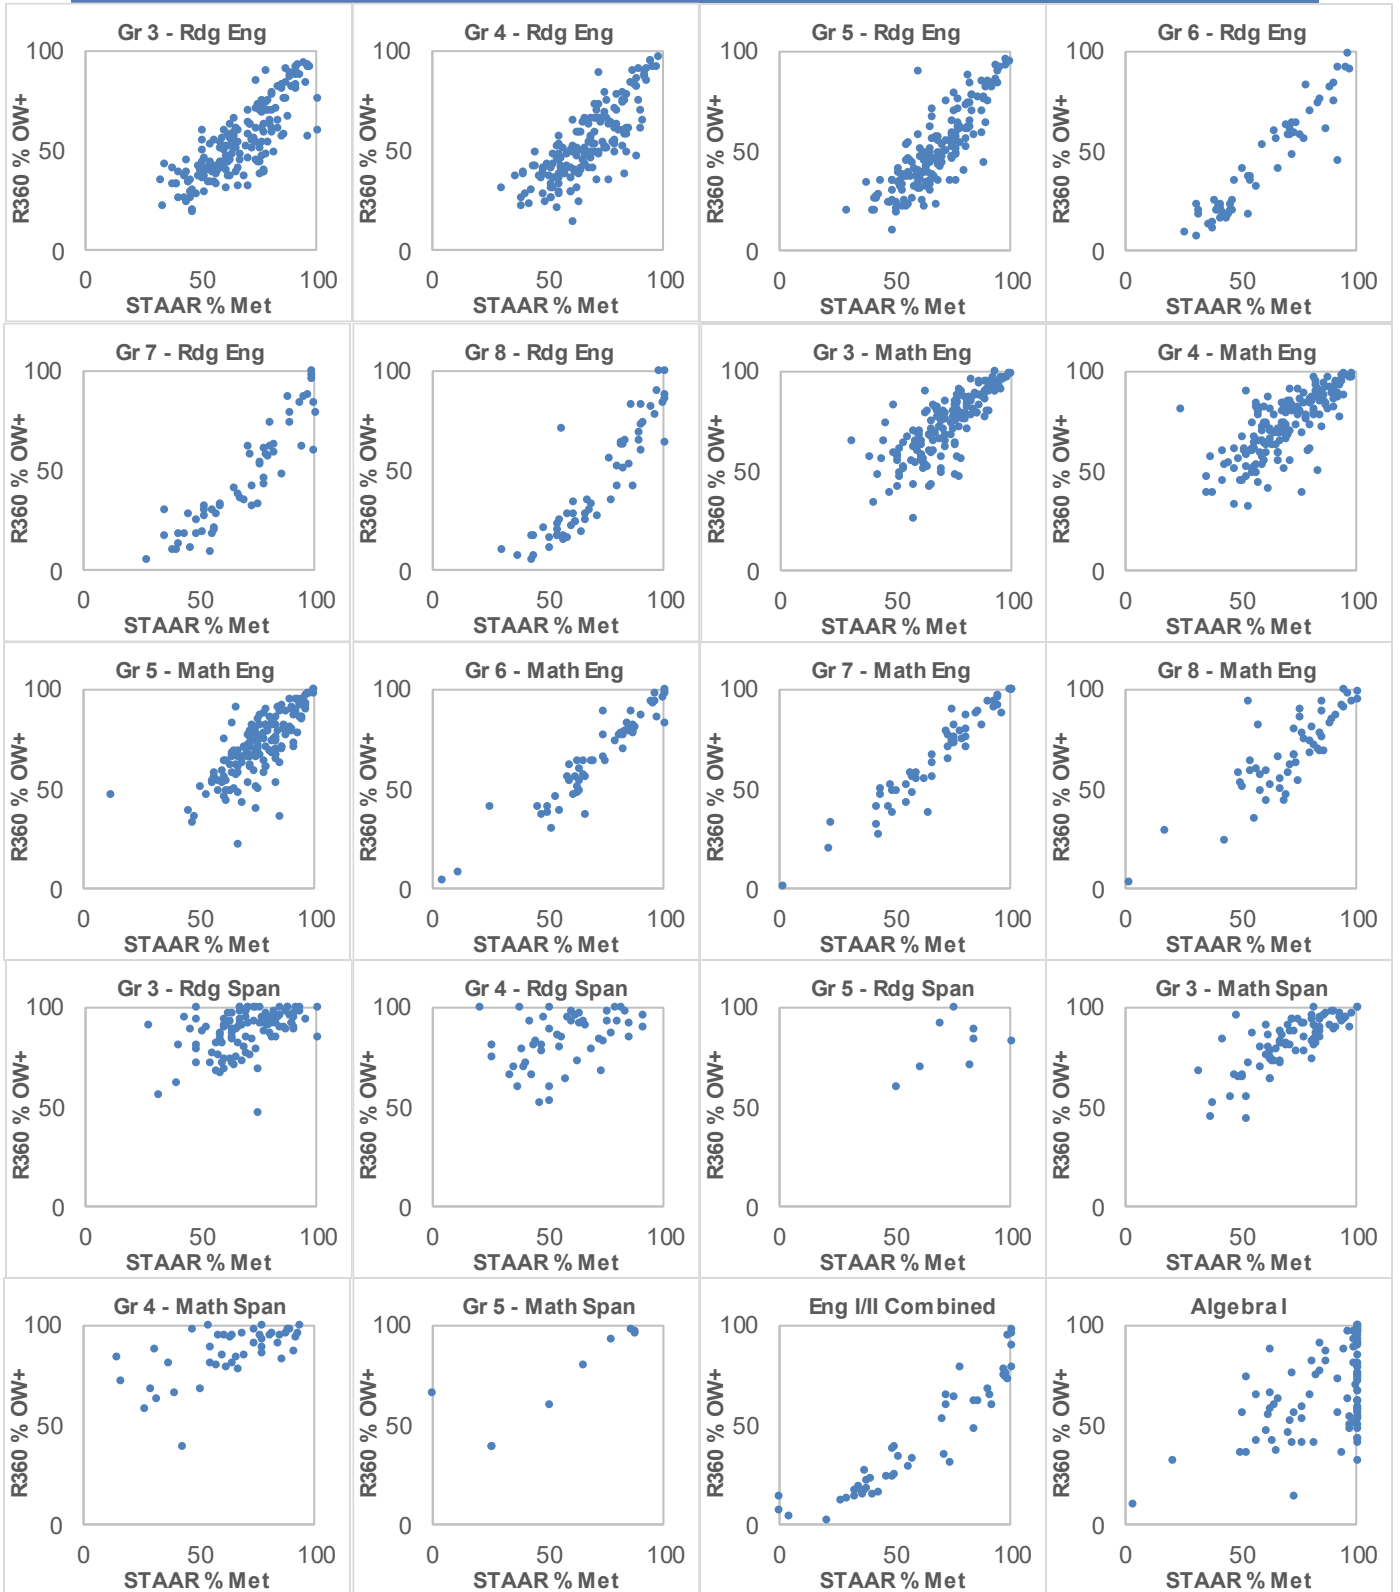 Gr 3 - Rdg Eng
100
50
0
0 50 100
STAAR % Met
R360 % OW+
Gr 4 - Rdg Eng
100
50
0
0 50 100
STAAR % Met
R360 % OW+
Gr 5 - Rdg Eng
100
50
0
0 50 100
STAAR % Met
R360 % OW+
Gr 6 - Rdg Eng
100
50
0
0 50 100
STAAR % Met
R360 % OW+
Gr 7 - Rdg Eng
100
50
0
0 50 100
STAAR % Met
R360 % OW+
Gr 8 - Rdg Eng
100
50
0
0 50 100
STAAR % Met
R360 % OW+
Gr 3 - Math Eng
100
50
0
0 50 100
STAAR % Met
R360 % OW+
Gr 4 - Math Eng
100
50
0
0 50 100
STAAR % Met
R360 % OW+
Gr 5 - Math Eng
100
50
0
0 50 100
STAAR % Met
R360 % OW+
Gr 6 - Math Eng
100
50
0
0 50 100
STAAR % Met
R360 % OW+
Gr 7 - Math Eng
100
50
0
0 50 100
STAAR % Met
R360 % OW+
Gr 8 - Math Eng
100
50
0
0 50 100
STAAR % Met
R360 % OW+
Gr 3 - Rdg Span
100
50
0
0 50 100
STAAR % Met
R360 % OW+
Gr 4 - Rdg Span
100
50
0
0 50 100
STAAR % Met
R360 % OW+
Gr 5 - Rdg Span
100
50
0
0 50 100
STAAR % Met
R360 % OW+
Gr 3 - Math Span
100
50
0
0 50 100
STAAR % Met
R360 % OW+
Gr 4 - Math Span
100
50
0
0 50 100
STAAR % Met
R360 % OW+
Gr 5 - Math Span
100
50
0
0 50 100
STAAR % Met
R360 % OW+
Eng I/II Combined
100
50
0
0 50 100
STAAR % Met
R360 % OW+
Algebra I
100
50
0
0 50 100
STAAR % Met
R360 % OW+